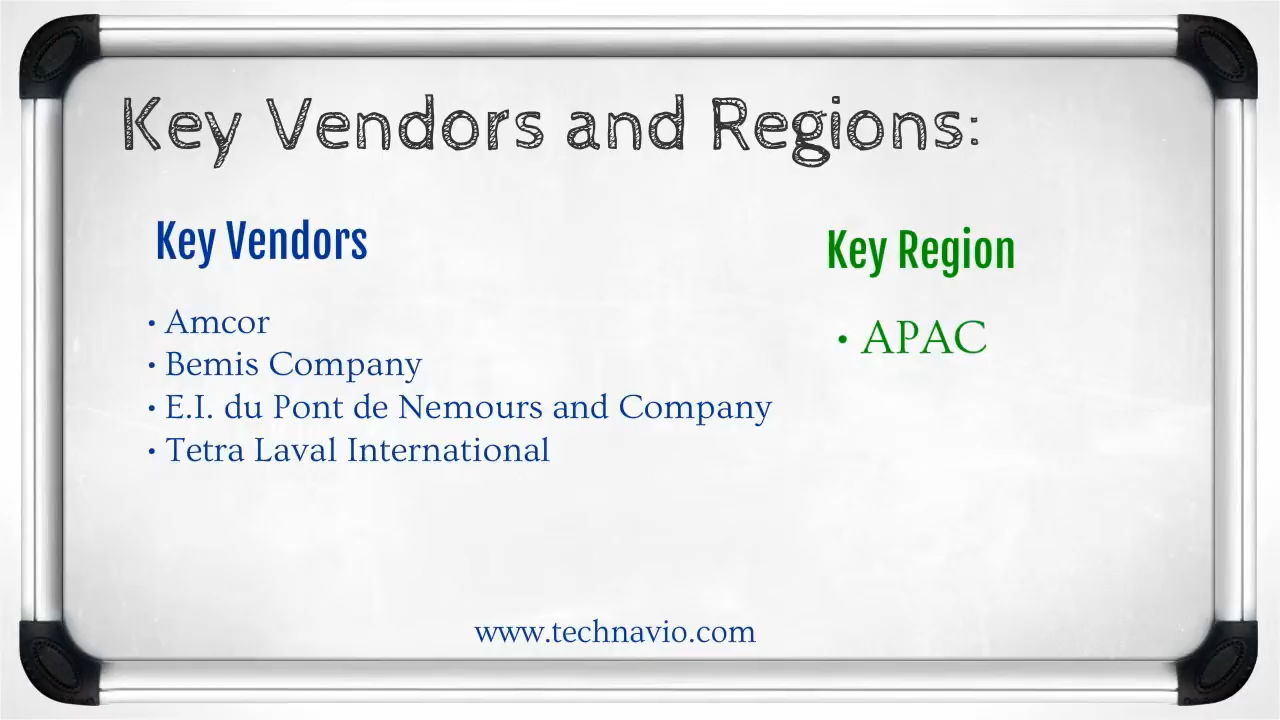 Key Vendors and Regions:
Key Vendors
• Amcor
• Bemis Company
• E.I. du Pont de Nemours and Company
• Tetra Laval International
Key Region
• APAC
www.technavio.com